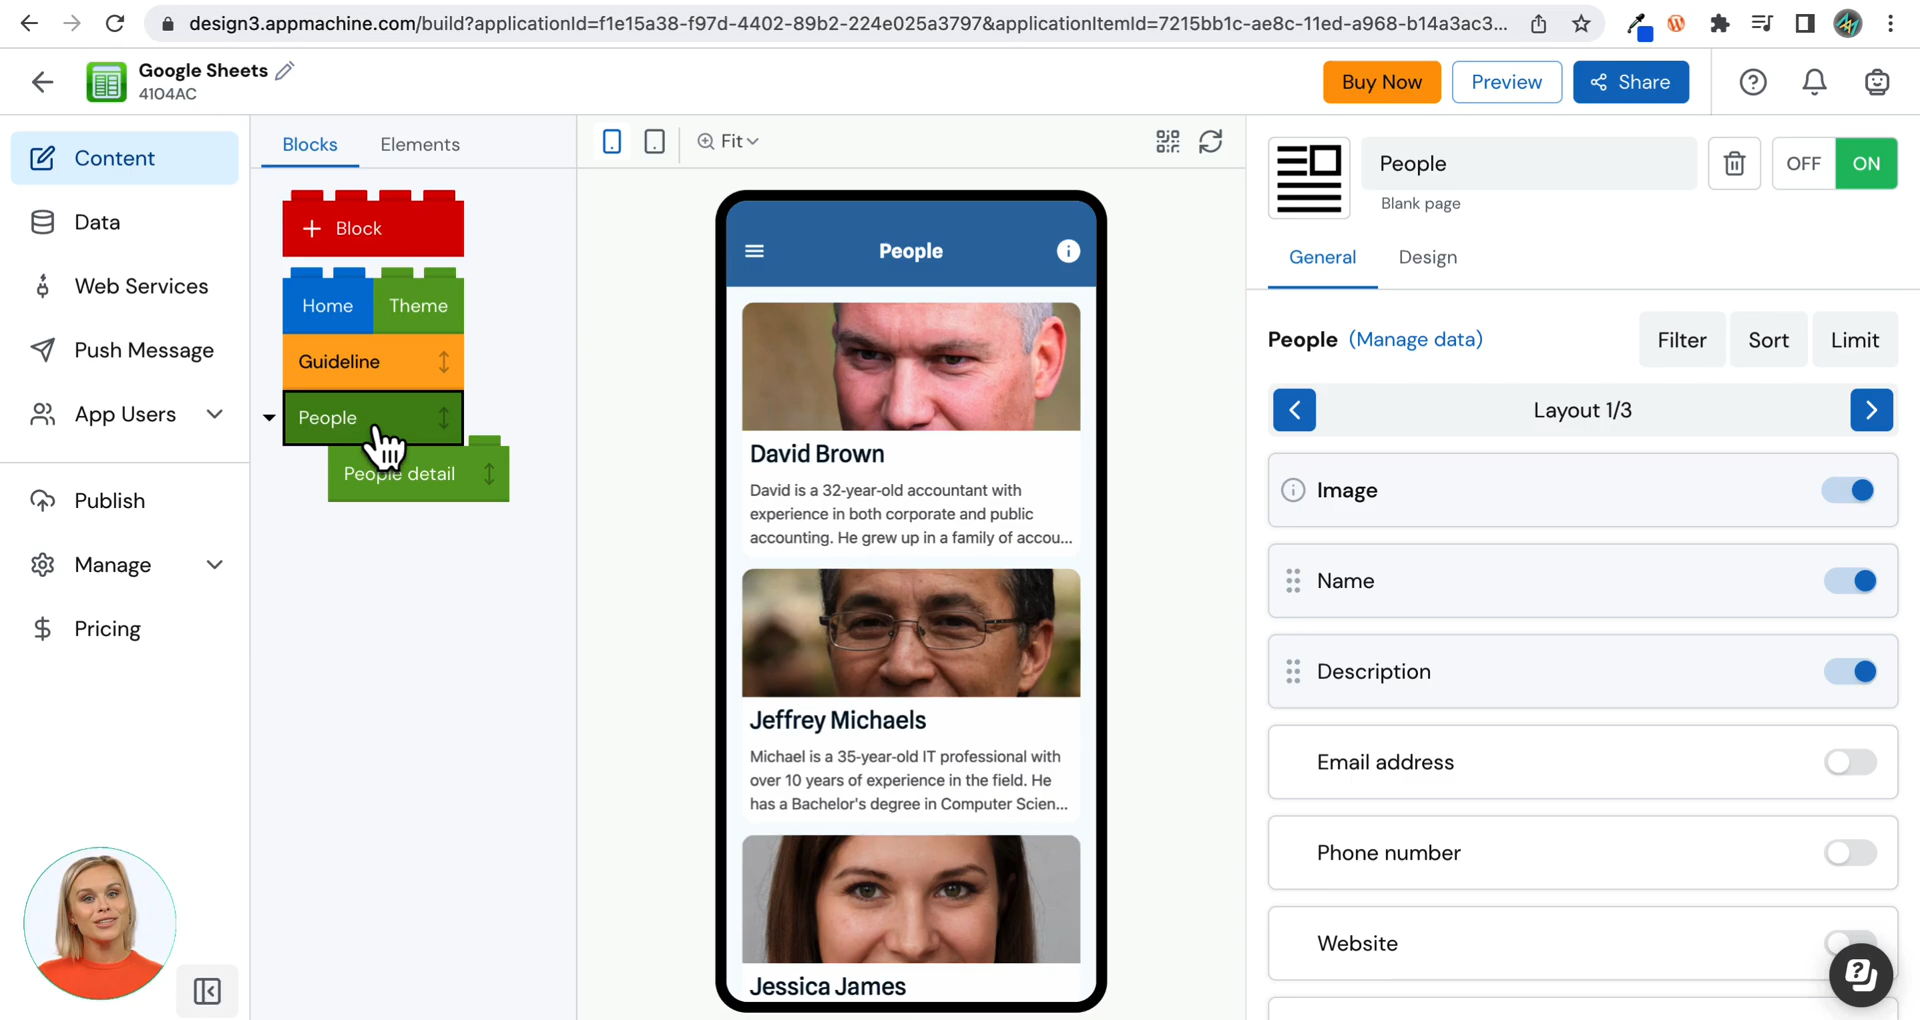 design3.appmachine.com/build?applicationId=f1e15a38-f97d-4402-89b2-224e025a3797&applicationItemId=7215bb1c-ae8c-11ed-a968-b14a3ac3...
Google Sheets
4104AC
Buy Now
Preview
Share
Content
Data
Web Services
Push Message
App Users
Publish
Manage
Pricing
Blocks
Elements
+ Block
Home
Theme
Guideline
People
People detail
Fit
People
David Brown
David is a 32-year-old accountant with
experience in both corporate and public
accounting. He grew up in a family of accou...
Jeffrey Michaels
Michael is a 35-year-old IT professional with
over 10 years of experience in the field. He
has a Bachelor's degree in Computer Scien...
Jessica James
People
OFF
ON
Blank page
General
Design
People (Manage data)
Filter
Sort
Limit
Layout 1/3
Image
Name
Description
Email address
Phone number
Website